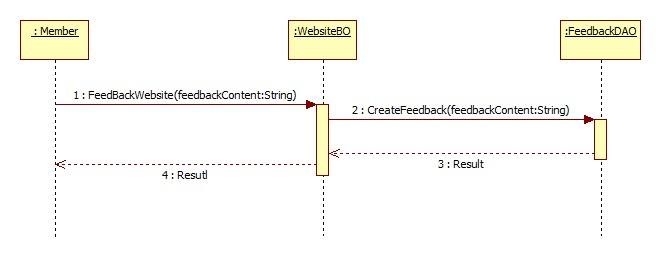 : Member
:WebsiteBO
:FeedbackDAO
1 : FeedBackWebsite(feedbackContent:String)
2 : CreateFeedback(feedbackContent:String)
3 : Result
4 : Resutl